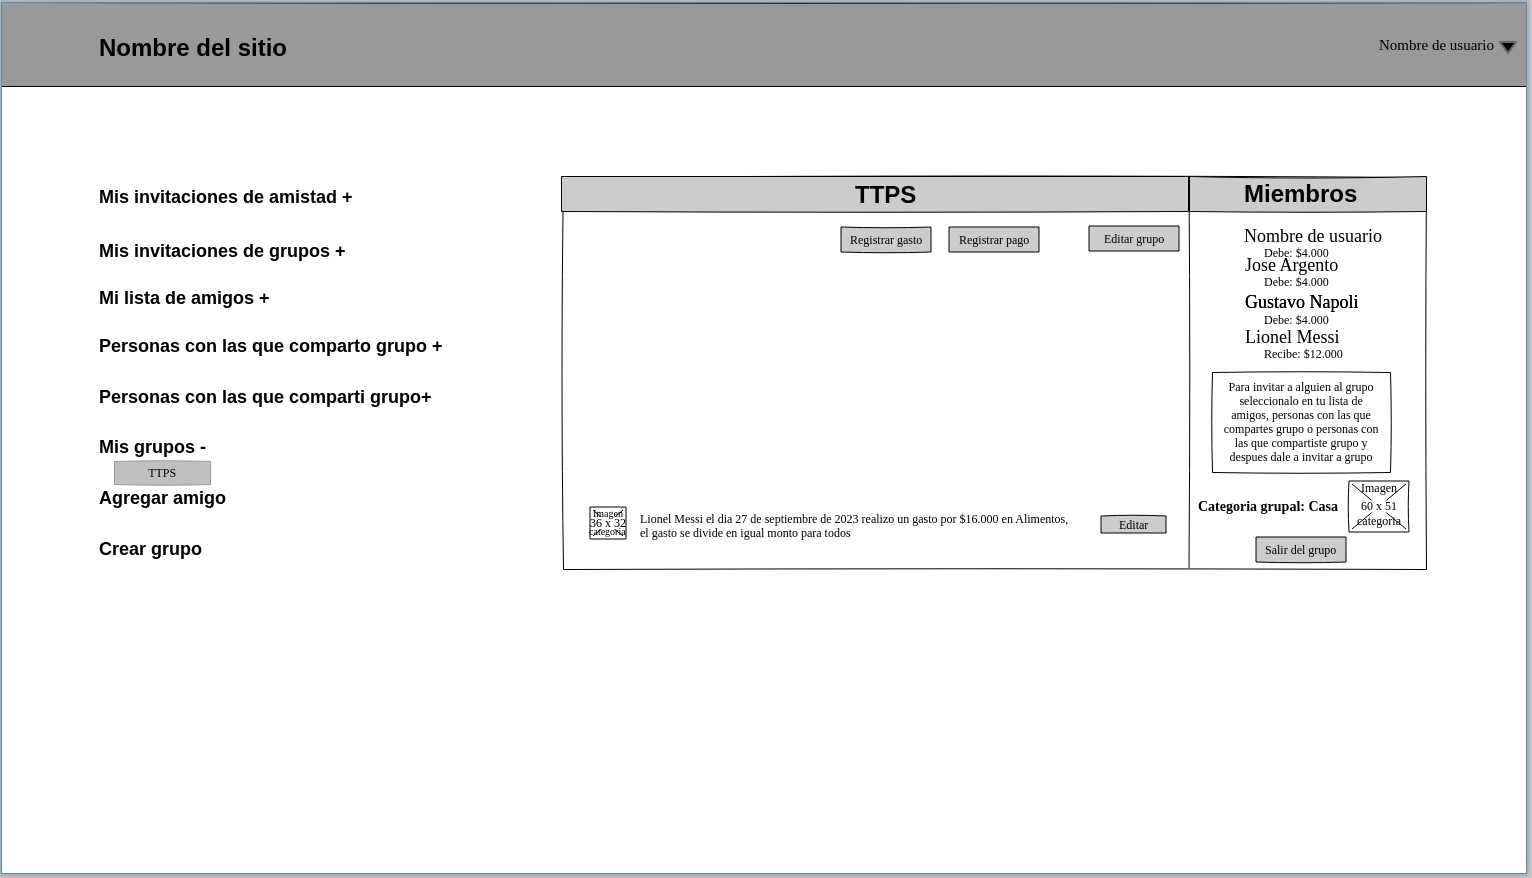 Nombre del sitio
Nombre de usuario
Mis invitaciones de amistad +
Mis invitaciones de grupos +
Mi lista de amigos +
Personas con las que comparto grupo +
Personas con las que comparti grupo+
Mis grupos -
TTPS
Agregar amigo
Crear grupo
TTPS
Registrar gasto
Registrar pago
Editar grupo
Imagen
36 x 32
categoria
Lionel Messi el dia 27 de septiembre de 2023 realizo un gasto por $16.000 en Alimentos,
el gasto se divide en igual monto para todos
Editar
Miembros
Nombre de usuario
Debe: $4.000
Jose Argento
Debe: $4.000
Gustavo Napoli
Debe: $4.000
Lionel Messi
Recibe: $12.000
Para invitar a alguien al grupo
seleccionalo en tu lista de
amigos, personas con las que
compartes grupo o personas con
las que compartiste grupo y
despues dale a invitar a grupo
Categoria grupal: Casa
Imagen
60 x 51
categoria
Salir del grupo